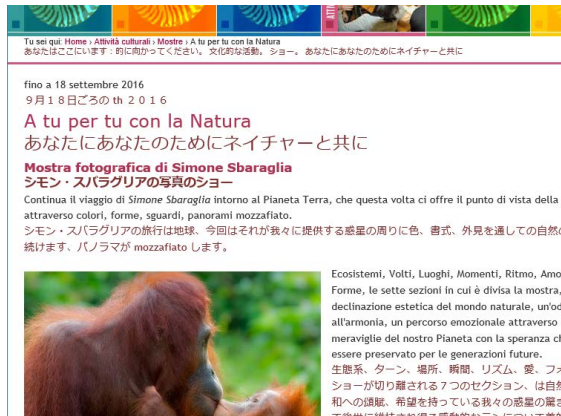 Tu sei qui: Home › Attività culturali › Mostre › A tu per tu con la Natura
あなたはここにいます：的に向かってください。 文化的な活動。 ショー。 あなたにあなたのためにネイチャーと共に
fino a 18 settembre 2016
９月１８日ごろの th ２０１６
A tu per tu con la Natura
あなたにあなたのためにネイチャーと共に
Mostra fotografica di Simone Sbaraglia
シモン・スバラグリアの写真のショー
Continua il viaggio di Simone Sbaraglia intorno al Pianeta Terra, che questa volta ci offre il punto di vista della
attraverso colori, forme, sguardi, panorami mozzafiato.
シモン・スバラグリアの旅行は地球、今回はそれが我々に提供する惑星の周りに色、書式、外見を通しての自然の
続けます、パノラマが mozzafiato します。
Ecosistemi, Volti, Luoghi, Momenti, Ritmo, Amo
Forme, le sette sezioni in cui è divisa la mostra,
declinazione estetica del mondo naturale, un'od
all'armonia, un percorso emozionale attraverso
meraviglie del nostro Pianeta con la speranza ch
essere preservato per le generazioni future.
生態系、ターン、場所、瞬間、リズム、愛、フォ
ショーが切り離される７つのセクション、は自然
和への頌賦、希望を持っている我々の惑星の驚き